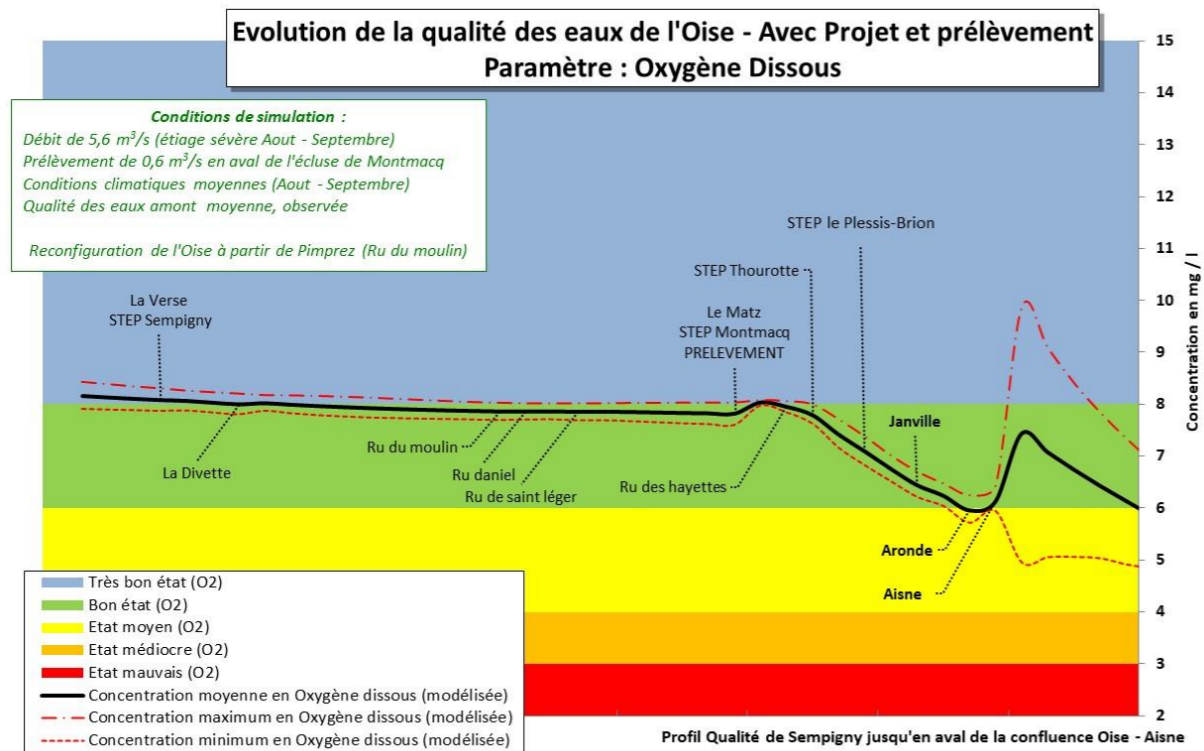 Evolution de la qualité des eaux de l'Oise - Avec Projet et prélèvement
Paramètre : Oxygène Dissous
Conditions de simulation :
Débit de 5,6 m³/s (étiage sévère Aout - Septembre)
Prélèvement de 0,6 m³/s en aval de l'écluse de Montmacq
Conditions climatiques moyennes (Aout - Septembre)
Qualité des eaux amont moyenne, observée
Reconfiguration de l'Oise à partir de Pimprez (Ru du moulin)
La Verse
STEP Sempigny
La Divette
Ru du moulin
Ru daniel
Ru de saint léger
Le Matz
STEP Montmacq
PRELEVEMENT
Ru des hayettes
STEP Thourotte
STEP le Plessis-Brion
Janville
Aronde
Aisne
15
14
13
12
11
10
9
8
7
6
5
4
3
2
Concentration en mg / l
Très bon état (O2)
Bon état (O2)
Etat moyen (O2)
Etat médiocre (O2)
Etat mauvais (O2)
Concentration moyenne en Oxygène dissous (modélisée)
Concentration maximum en Oxygène dissous (modélisée)
Concentration minimum en Oxygène dissous (modélisée)
Profil Qualité de Sempigny jusqu'en aval de la confluence Oise - Aisne